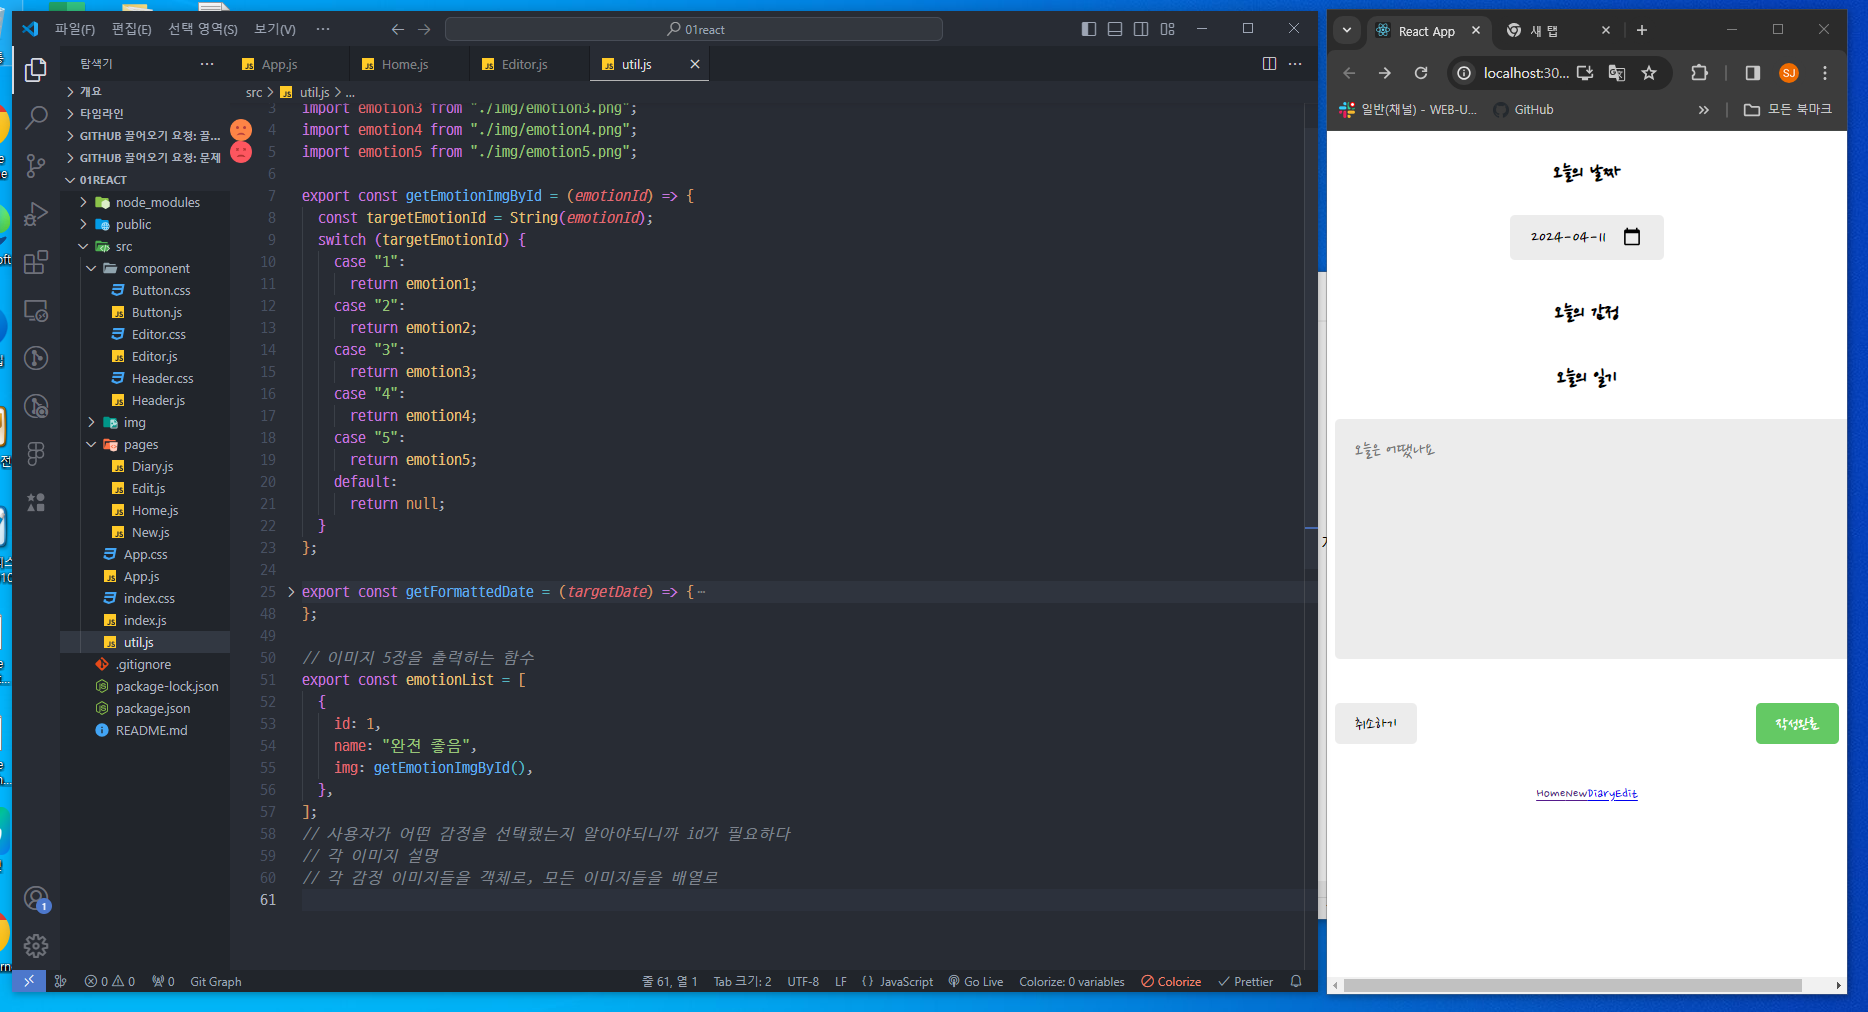 파일(F) 편집(E) 선택 영역(S) 보기(V) ··· 01react
탐색기 ···
개요
타임라인
GITHUB 끌어오기 요청: 끌...
GITHUB 끌어오기 요청: 문제
01REACT
node_modules
public
src
component
Button.css
Button.js
Editor.css
Editor.js
Header.css
Header.js
img
pages
Diary.js
Edit.js
Home.js
New.js
App.css
App.js
index.css
index.js
util.js
.gitignore
package-lock.json
package.json
README.md
App.js Home.js Editor.js util.js
src > util.js > ...
3 import emotion3 from "./img/emotion3.png";
4 import emotion4 from "./img/emotion4.png";
5 import emotion5 from "./img/emotion5.png";
6
7 export const getEmotionImgById = (emotionId) => {
8 const targetEmotionId = String(emotionId);
9 switch (targetEmotionId) {
10 case "1":
11 return emotion1;
12 case "2":
13 return emotion2;
14 case "3":
15 return emotion3;
16 case "4":
17 return emotion4;
18 case "5":
19 return emotion5;
20 default:
21 return null;
22 }
23 };
24
25 export const getFormattedDate = (targetDate) => {···
48 };
49
50 // 이미지 5장을 출력하는 함수
51 export const emotionList = [
52 {
53 id: 1,
54 name: "완전 좋음",
55 img: getEmotionImgById(),
56 },
57 ];
58 // 사용자가 어떤 감정을 선택했는지 알아야되니까 id가 필요하다
59 // 각 이미지 설명
60 // 각 감정 이미지들을 객체로, 모든 이미지들을 배열로
61
1
0 0 0 Git Graph 줄 61, 열 1 Tab 크기: 2 UTF-8 LF {} JavaScript Go Live Colorize: 0 variables Colorize Prettier
React App 새 탭
localhost:30... SJ
일반(채널) - WEB-U... GitHub » 모든 북마크
오늘의 날짜
2024-04-11
오늘의 감정
오늘의 일기
오늘은 어땠나요
취소하기 작성완료
HomeNewDiaryEdit